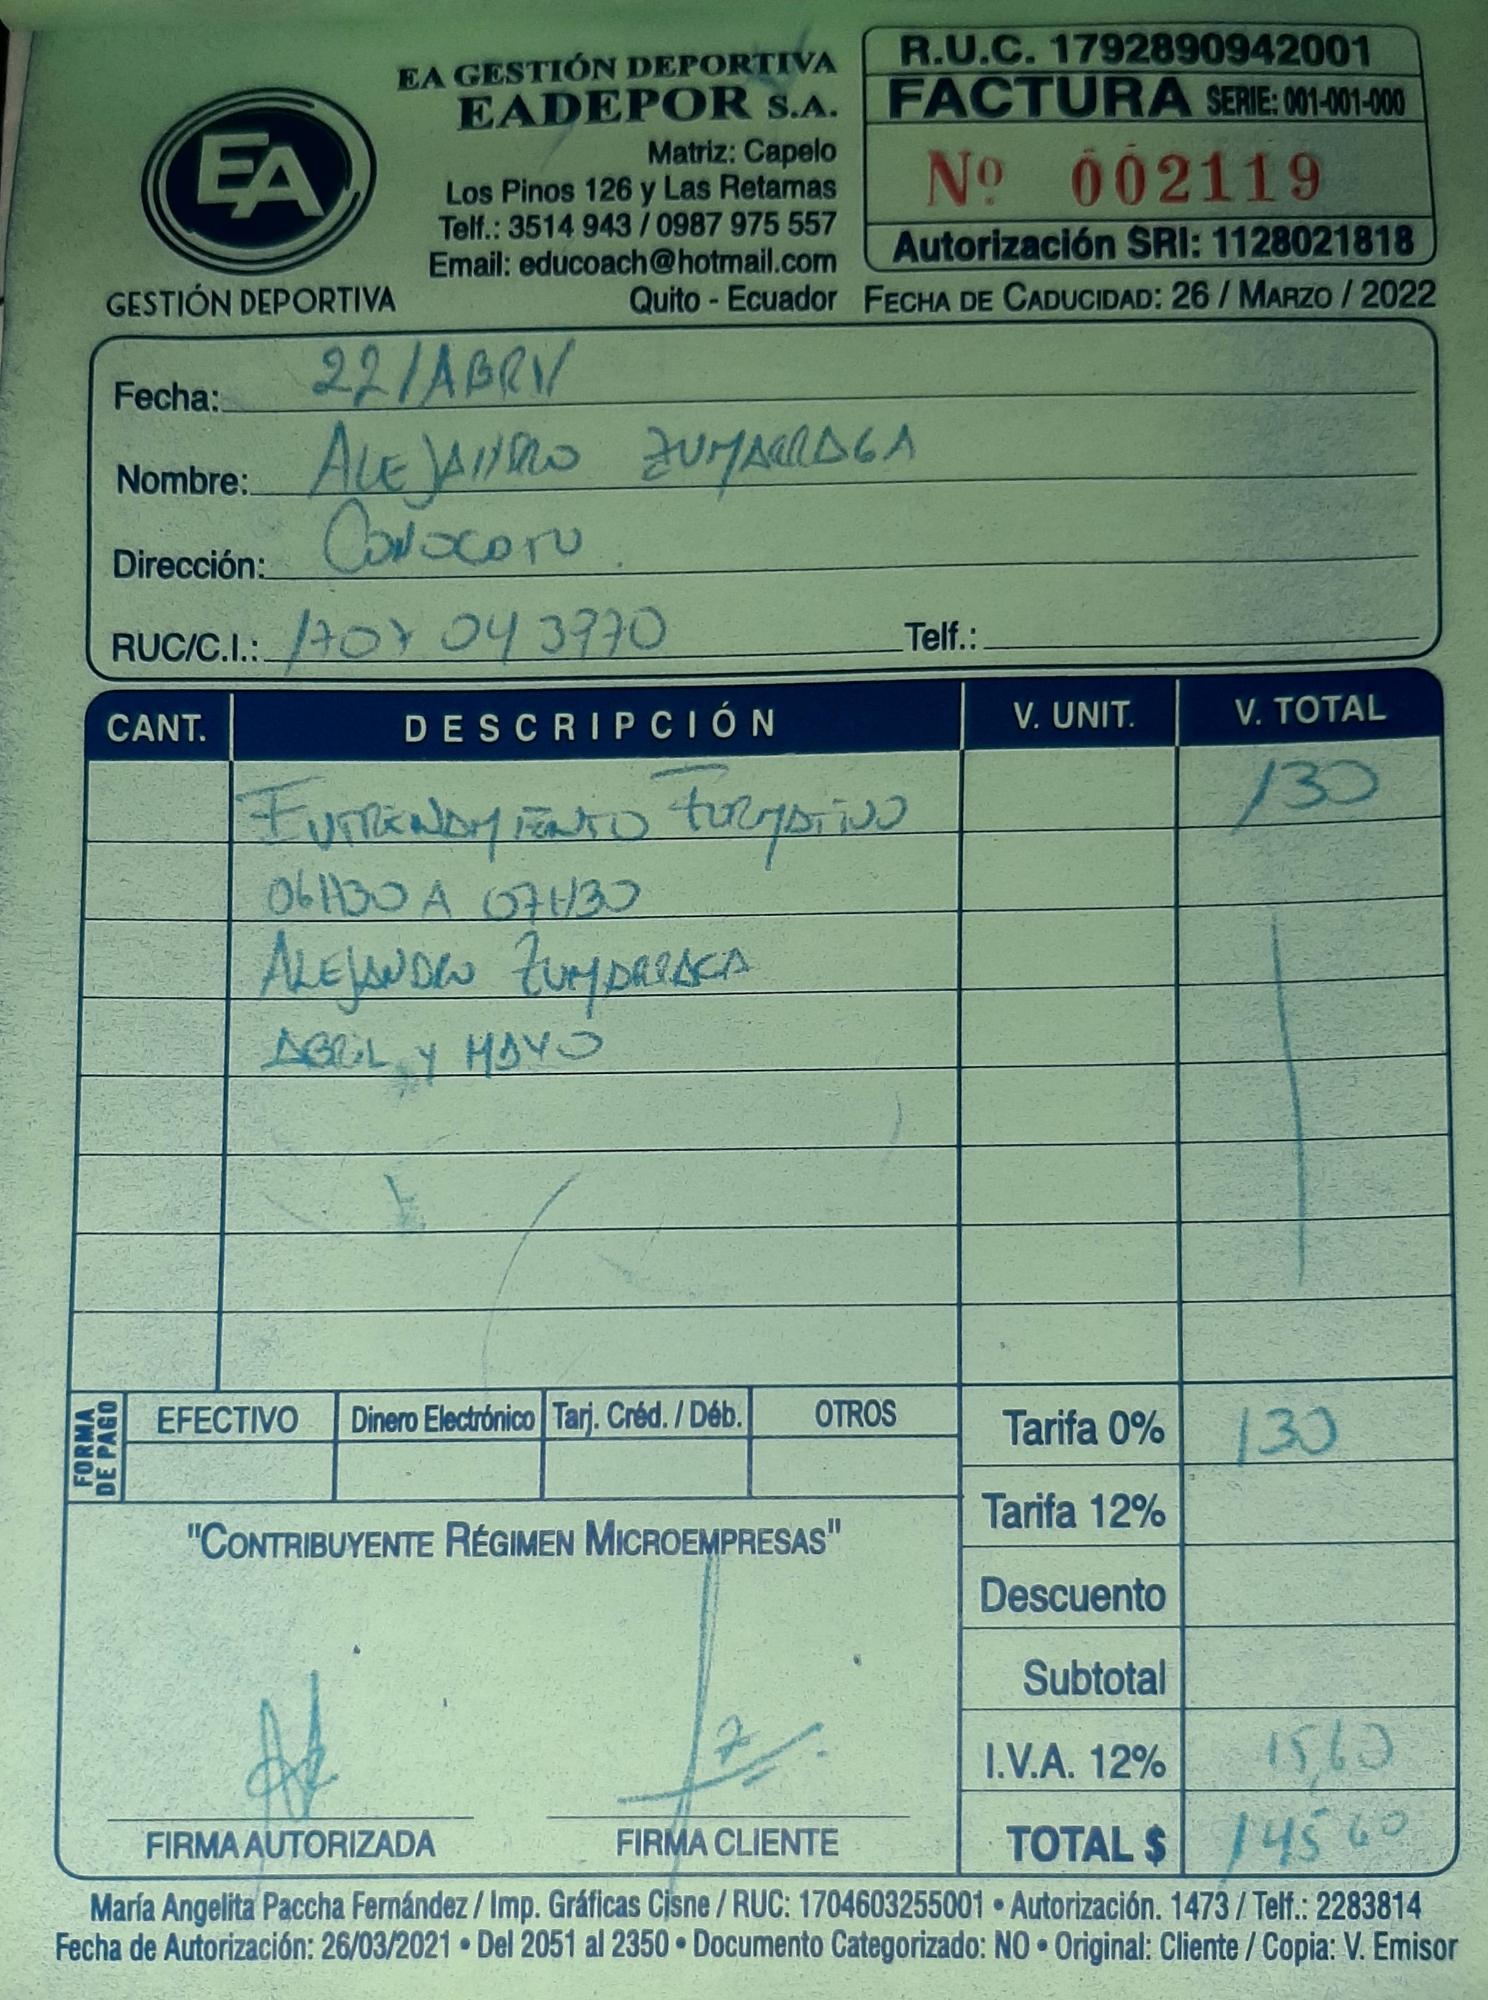 EA GESTIÓN DEPORTIVA
EADEPOR S.A.
Matriz: Capelo
Los Pinos 126 y Las Retamas
Telf.: 3514 943 / 0987 975 557
Email: educoach@hotmail.com
Quito - Ecuador
EA
GESTIÓN DEPORTIVA
R.U.C. 1792890942001
FACTURA SERIE: 001-001-000
Nº 002119
Autorización SRI: 1128021818
FECHA DE CADUCIDAD: 26 / MARZO / 2022
Fecha: 22/ABRIL
Nombre: ALEJANDRO ZUMARRAGA
Dirección: CONOCOTO
RUC/C.I.: 1707043970 Telf.:
CANT. DESCRIPCIÓN V. UNIT. V. TOTAL
ENTRENAMIENTO FORMATIVO 130
06H30 A 07H30
ALEJANDRO ZUMARRAGA
ABRIL Y MAYO
FORMA DE PAGO EFECTIVO Dinero Electrónico Tarj. Créd. / Déb. OTROS
Tarifa 0% 130
Tarifa 12%
Descuento
Subtotal
I.V.A. 12% 15,60
TOTAL $ 145 60
"CONTRIBUYENTE RÉGIMEN MICROEMPRESAS"
FIRMA AUTORIZADA FIRMA CLIENTE
María Angelita Paccha Fernández / Imp. Gráficas Cisne / RUC: 1704603255001 • Autorización. 1473 / Telf.: 2283814
Fecha de Autorización: 26/03/2021 • Del 2051 al 2350 • Documento Categorizado: NO • Original: Cliente / Copia: V. Emisor